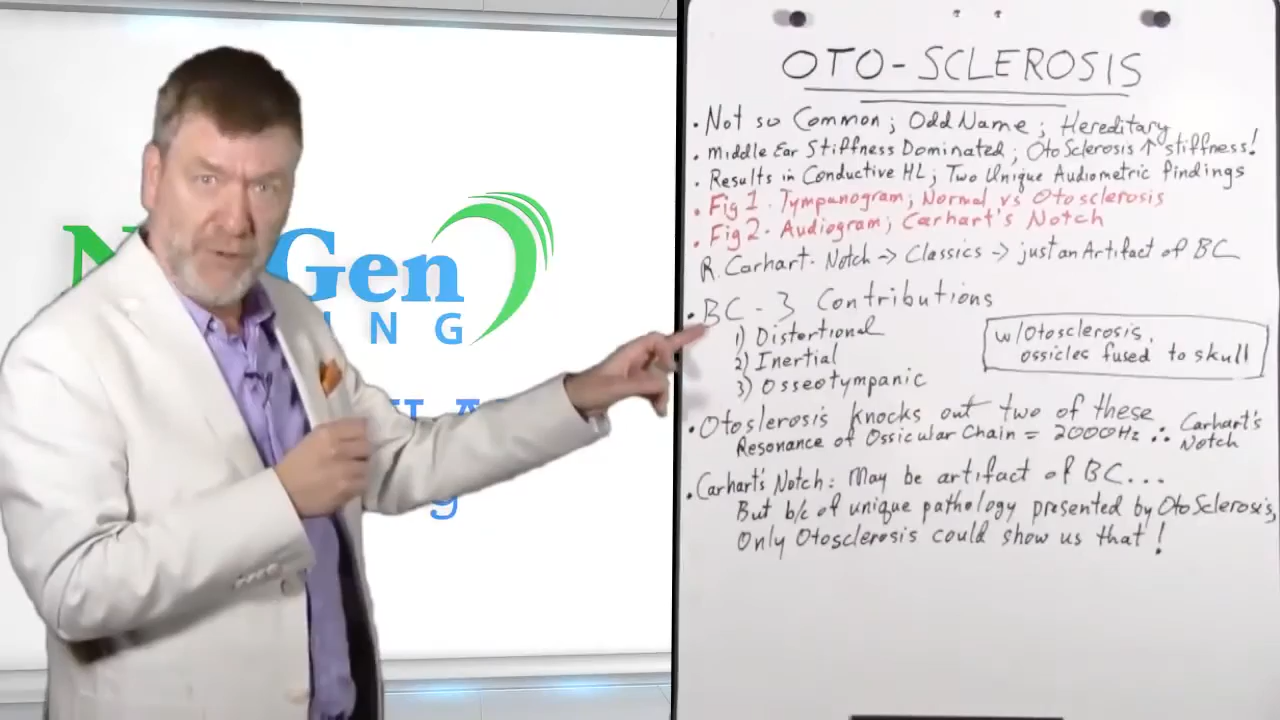 OTO-SCLEROSIS
• Not so Common; Odd Name; Hereditary
• Middle Ear Stiffness Dominated; OtoSclerosis ↑ stiffness!
• Results in Conductive HL; Two Unique Audiometric findings
• Fig 1. Tympanogram; Normal vs Otosclerosis
• Fig 2. Audiogram; Carhart's Notch
R. Carhart. Notch → Classics → just an Artifact of BC
• BC - 3 Contributions
1) Distortional
2) Inertial
3) Osseotympanic
w/Otosclerosis,
ossicles fused to skull
• Otoslerosis knocks out two of these
Resonance of Ossicular Chain = 2000Hz ∴ Carhart's Notch
• Carhart's Notch: May be artifact of BC...
But b/c of unique pathology presented by OtoSclerosis,
Only Otosclerosis could show us that!
N Gen
ING